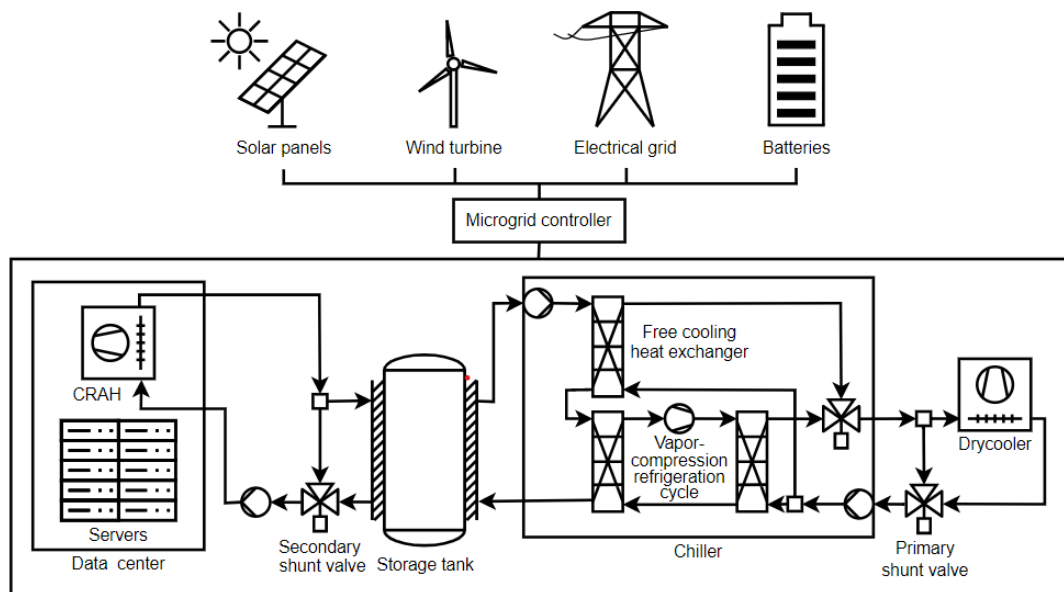 Solar panels
Wind turbine
Electrical grid
Batteries
Microgrid controller
CRAH
Servers
Data center
Secondary
shunt valve
Storage tank
Free cooling
heat exchanger
Vapor-
compression
refrigeration
cycle
Chiller
Drycooler
Primary
shunt valve